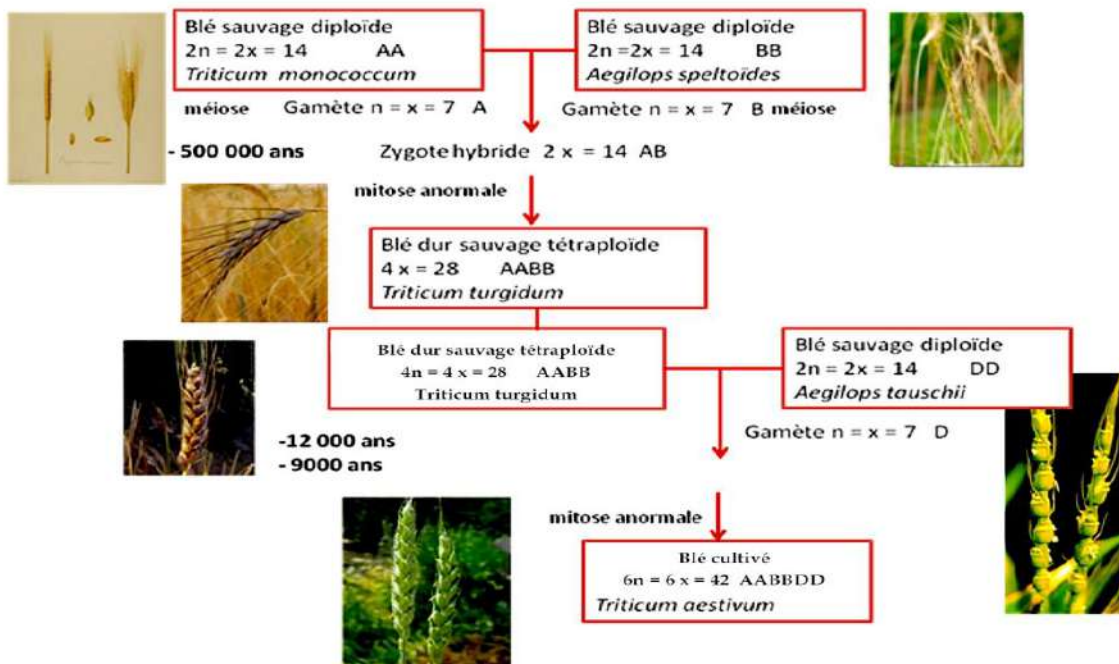 Blé sauvage diploïde
2n = 2x = 14 AA
Triticum monococcum
Blé sauvage diploïde
2n =2x = 14 BB
Aegilops speltoïdes
méiose Gamète n = x = 7 A
Gamète n = x = 7 B méiose
- 500 000 ans
Zygote hybride 2 x = 14 AB
mitose anormale
Blé dur sauvage tétraploïde
4 x = 28 AABB
Triticum turgidum
Blé dur sauvage tétraploïde
4n = 4 x = 28 AABB
Triticum turgidum
Blé sauvage diploïde
2n = 2x = 14 DD
Aegilops tauschii
Gamète n = x = 7 D
-12 000 ans
- 9000 ans
mitose anormale
Blé cultivé
6n = 6 x = 42 AABBDD
Triticum aestivum